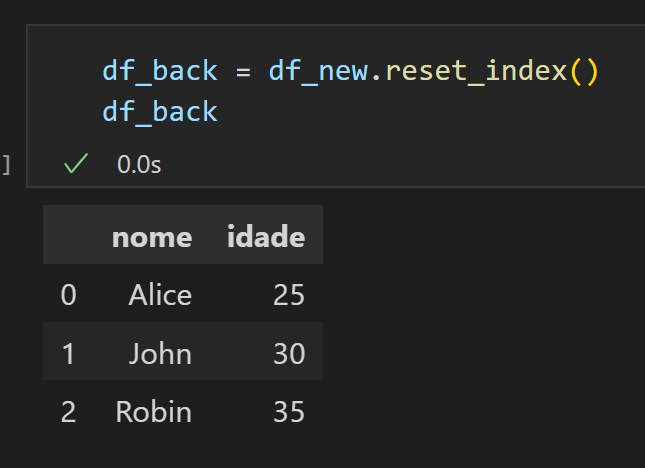 df_back = df_new.reset_index()
df_back
] 0.0s
nome idade
0 Alice 25
1 John 30
2 Robin 35